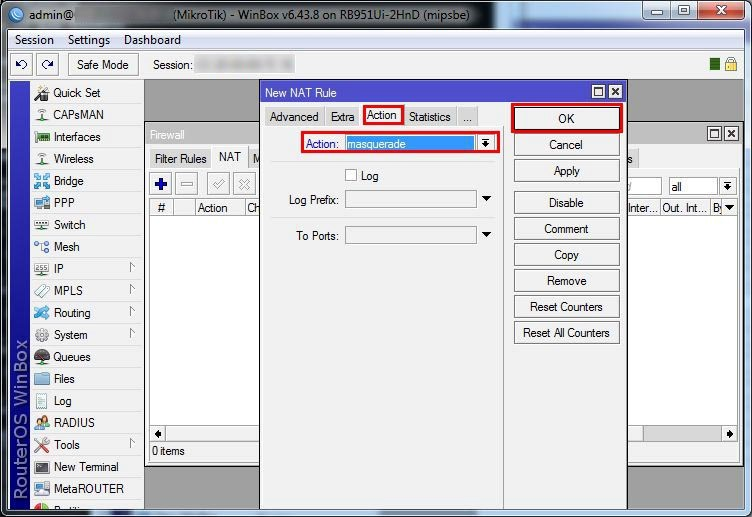 admin@ (MikroTik) - WinBox v6.43.8 on RB951Ui-2HnD (mipsbe)
Session Settings Dashboard
Safe Mode Session:
Quick Set
CAPsMAN
Interfaces
Wireless
Bridge
PPP
Switch
Mesh
IP
MPLS
Routing
System
Queues
Files
Log
RADIUS
Tools
New Terminal
MetaROUTER
RouterOS WinBox
Firewall
Filter Rules NAT
all
# Action Ch Inter... Out. Int... By
0 items
New NAT Rule
Advanced Extra Action Statistics ...
Action: masquerade
Log
Log Prefix:
To Ports:
OK
Cancel
Apply
Disable
Comment
Copy
Remove
Reset Counters
Reset All Counters